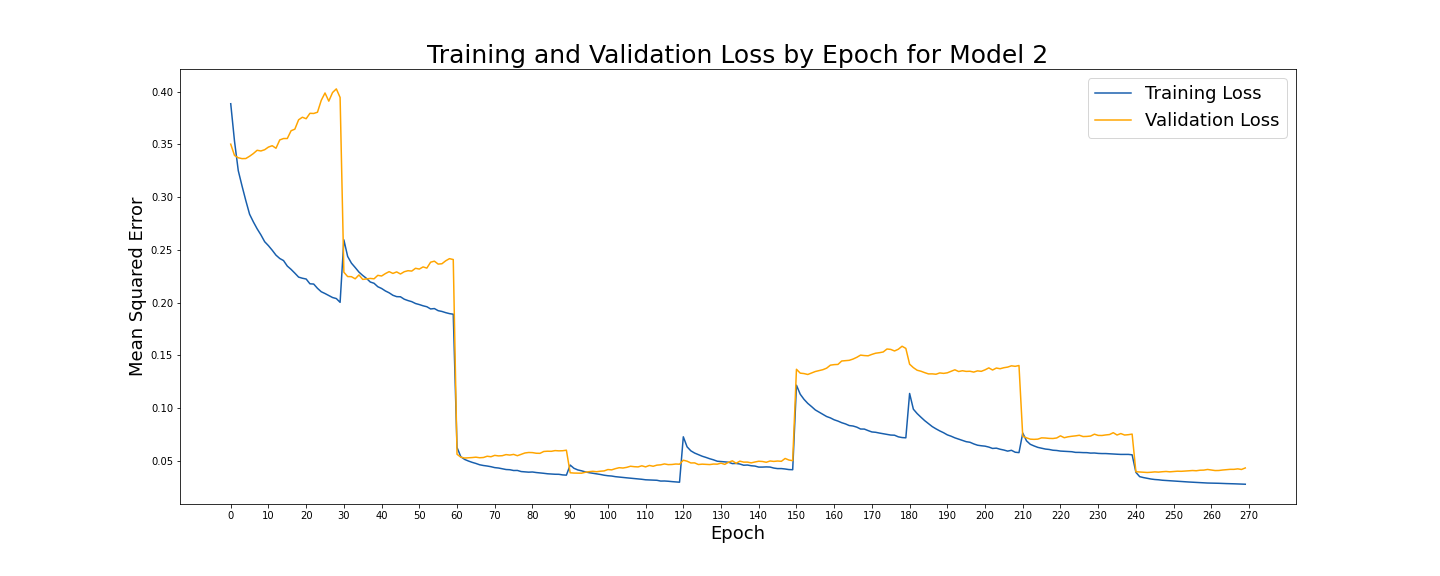 Training and Validation Loss by Epoch for Model 2
Training Loss
Validation Loss
Mean Squared Error
0.40
0.35
0.30
0.25
0.20
0.15
0.10
0.05
0 10 20 30 40 50 60 70 80 90 100 110 120 130 140 150 160 170 180 190 200 210 220 230 240 250 260 270
Epoch